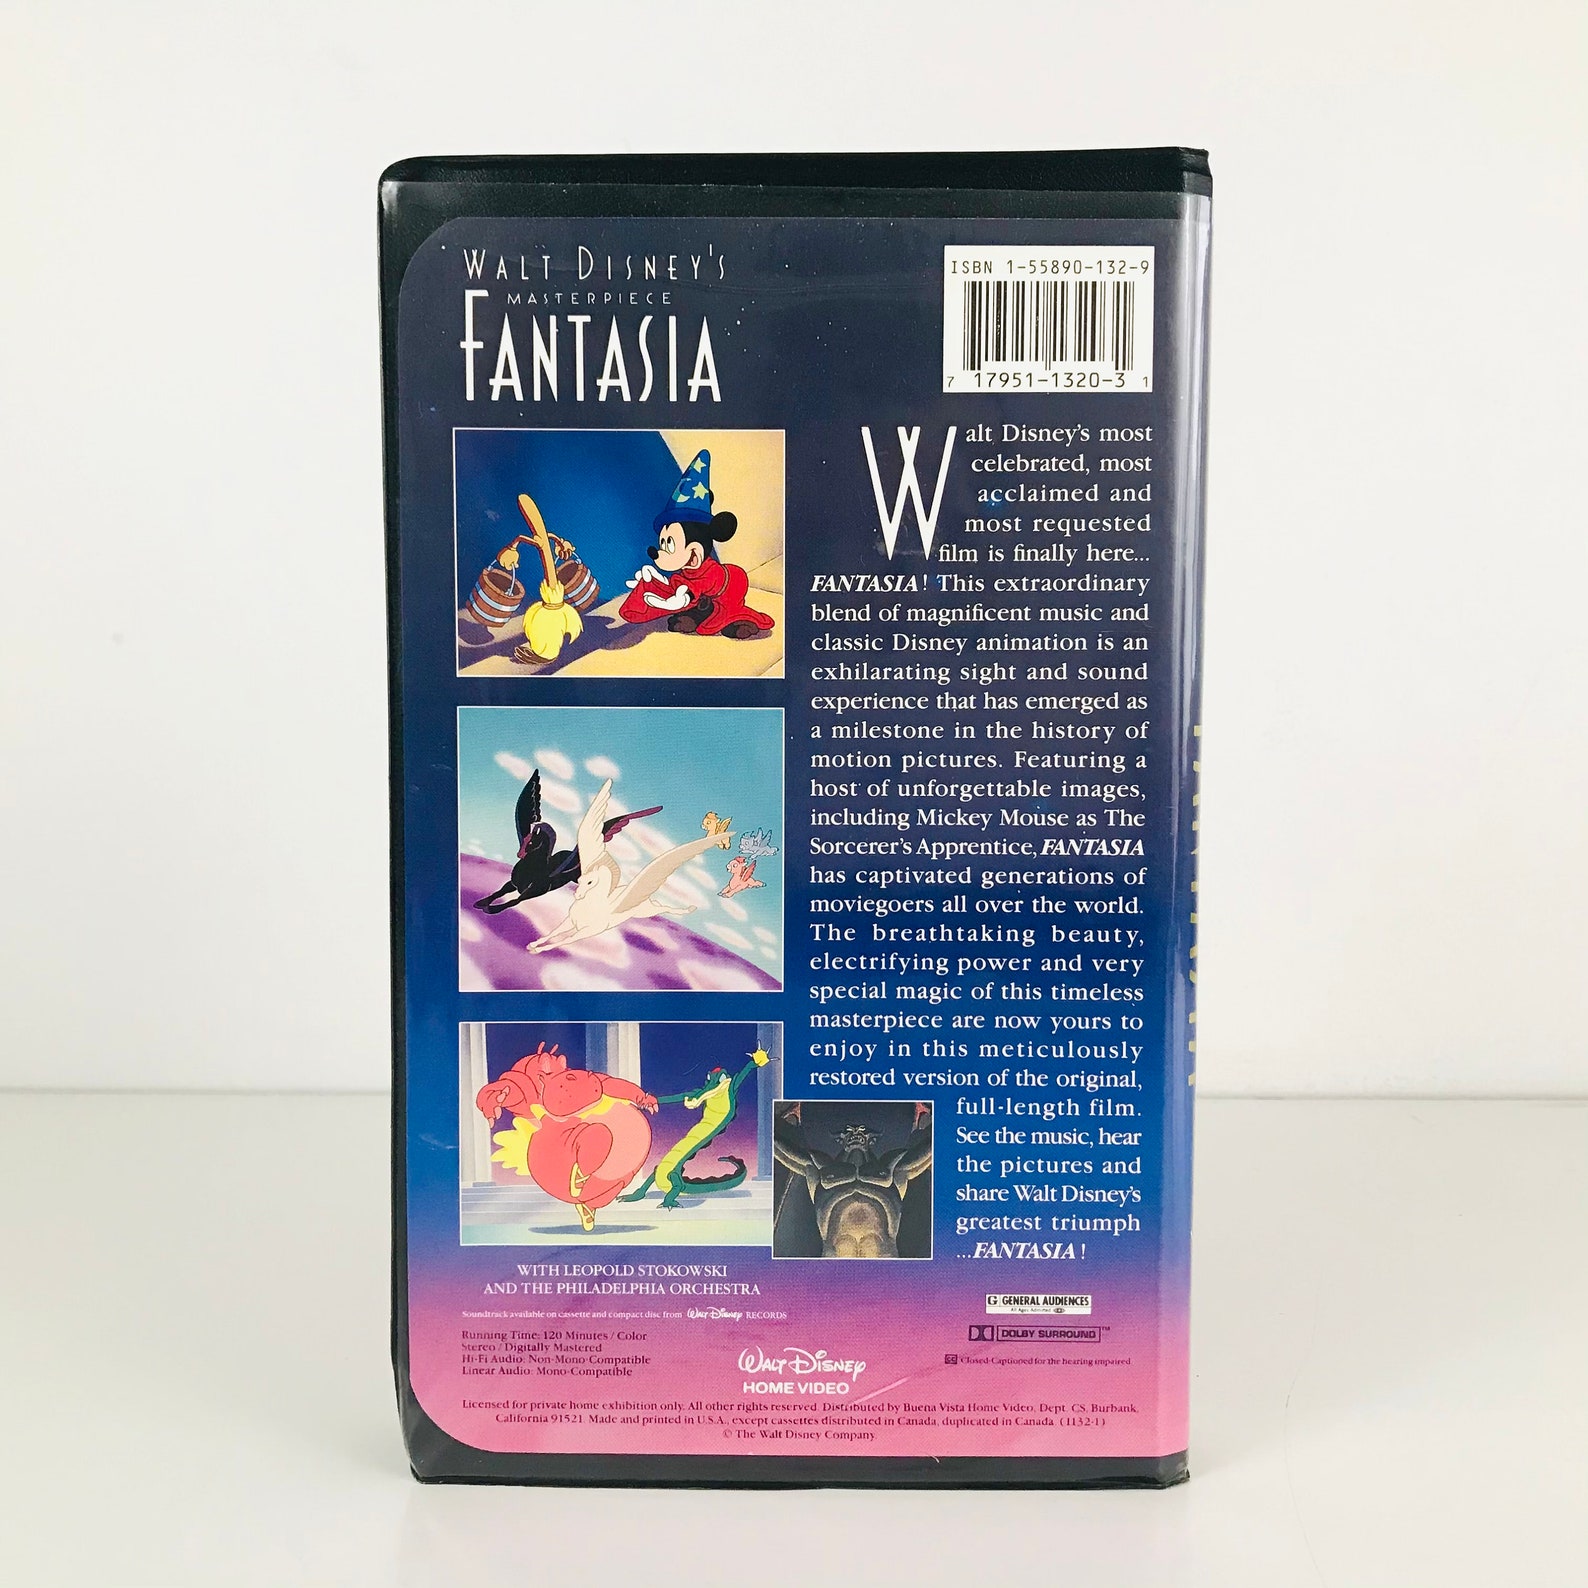 WALT DISNEY'S
MASTERPIECE
FANTASIA
ISBN 1-55890-132-9
7 17951-1320-3 1
Walt Disney's most
celebrated, most
acclaimed and
most requested
film is finally here...
FANTASIA! This extraordinary
blend of magnificent music and
classic Disney animation is an
exhilarating sight and sound
experience that has emerged as
a milestone in the history of
motion pictures. Featuring a
host of unforgettable images,
including Mickey Mouse as The
Sorcerer's Apprentice, FANTASIA
has captivated generations of
moviegoers all over the world.
The breathtaking beauty,
electrifying power and very
special magic of this timeless
masterpiece are now yours to
enjoy in this meticulously
restored version of the original,
full-length film.
See the music, hear
the pictures and
share Walt Disney's
greatest triumph
...FANTASIA!
WITH LEOPOLD STOKOWSKI
AND THE PHILADELPHIA ORCHESTRA
Soundtrack available on cassette and compact disc from Walt Disney RECORDS
Running Time: 120 Minutes / Color
Stereo / Digitally Mastered
Hi-Fi Audio: Non-Mono-Compatible
Linear Audio: Mono-Compatible
WALT DISNEY
HOME VIDEO
G GENERAL AUDIENCES
All Ages Admitted
DOLBY SURROUND™
CC Closed-Captioned for the hearing impaired
Licensed for private home exhibition only. All other rights reserved. Distributed by Buena Vista Home Video, Dept. CS, Burbank,
California 91521. Made and printed in U.S.A., except cassettes distributed in Canada, duplicated in Canada. (1132-1)
© The Walt Disney Company